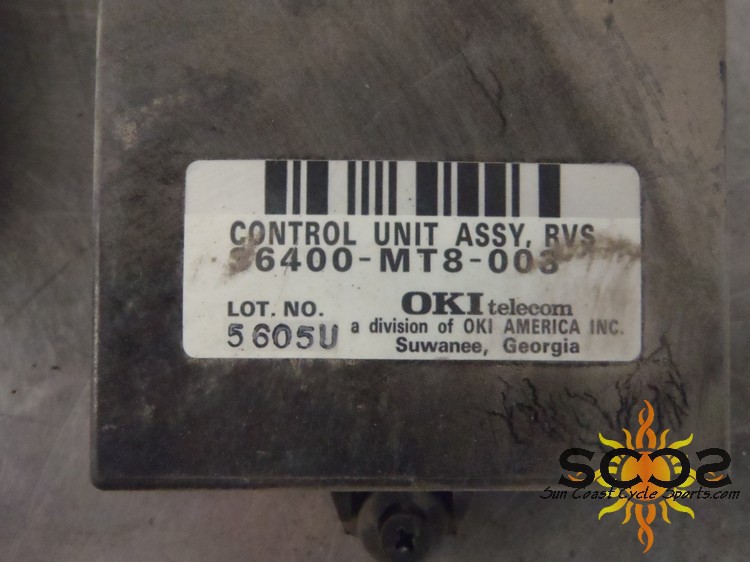 CONTROL UNIT ASSY, RVS
36400-MT8-003
OKI telecom
LOT. NO.
a division of OKI AMERICA INC.
5605U
Suwanee, Georgia
SCCS
Sun Coast Cycle Sports.com